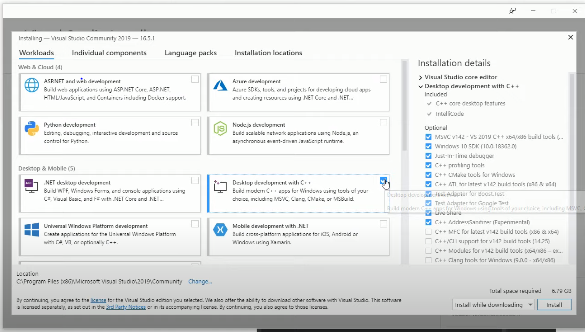 Installing — Visual Studio Community 2019 — 16.5.1
Workloads
Individual components
Language packs
Installation locations
Web & Cloud (4)
ASP.NET and web development
Build web applications using ASP.NET Core, ASP.NET,
HTML/JavaScript, and Containers including Docker support.
Azure development
Azure SDKs, tools, and projects for developing cloud apps
and creating resources using .NET Core and .NET...
Python development
Editing, debugging, interactive development and source
control for Python.
Node.js development
Build scalable network applications using Node.js, an
asynchronous event-driven JavaScript runtime.
Desktop & Mobile (5)
.NET desktop development
Build WPF, Windows Forms, and console applications using
C#, Visual Basic, and F# with .NET Core and .NET...
Desktop development with C++
Build modern C++ apps for Windows using tools of your
choice, including MSVC, Clang, CMake, or MSBuild.
Universal Windows Platform development
Create applications for the Universal Windows Platform
with C#, VB, or optionally C++.
Mobile development with .NET
Build cross-platform applications for iOS, Android or
Windows using Xamarin.
Installation details
Visual Studio core editor
Desktop development with C++
Included
C++ core desktop features
IntelliCode
Optional
MSVC v142 - VS 2019 C++ x64/x86 build tools (...
Windows 10 SDK (10.0.18362.0)
Just-In-Time debugger
C++ profiling tools
C++ CMake tools for Windows
C++ ATL for latest v142 build tools (x86 & x64)
Test Adapter for Boost.Test
Test Adapter for Google Test
Live Share
C++ AddressSanitizer (Experimental)
C++ MFC for latest v142 build tools (x86 & x64)
C++/CLI support for v142 build tools (14.25)
C++ Modules for v142 build tools (x64/x86 – ex...
C++ Clang tools for Windows (9.0.0 - x64/x86)
Location
C:\Program Files (x86)\Microsoft Visual Studio\2019\Community
Change...
Total space required 6.79 GB
By continuing, you agree to the license for the Visual Studio edition you selected. We also offer the ability to download other software with Visual Studio. This software
is licensed separately, as set out in the 3rd Party Notices or in its accompanying license. By continuing, you also agree to those licenses.
Install while downloading
Install